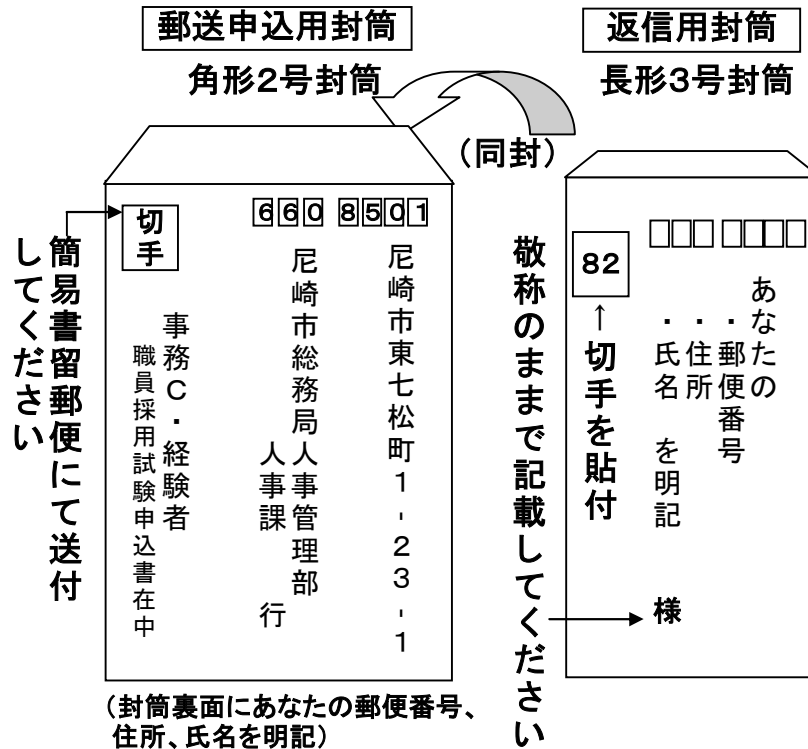 郵送申込用封筒
角形2号封筒
返信用封筒
長形3号封筒
(同封)
簡易書留郵便にて送付
してください
切手
660 8501
尼崎市東七松町1-23-1
尼崎市総務局人事管理部
人事課 行
事務C・経験者
職員採用試験申込書在中
(封筒裏面にあなたの郵便番号、
住所、氏名を明記)
敬称のままで記載してください
82
↑切手を貼付
あなたの
・郵便番号
・住所
・氏名 を明記
様